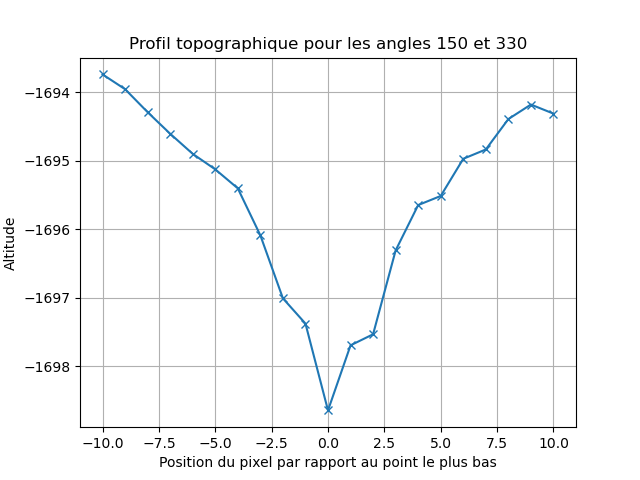 Profil topographique pour les angles 150 et 330
Altitude
−1694
−1695
−1696
−1697
−1698
−10.0 −7.5 −5.0 −2.5 0.0 2.5 5.0 7.5 10.0
Position du pixel par rapport au point le plus bas